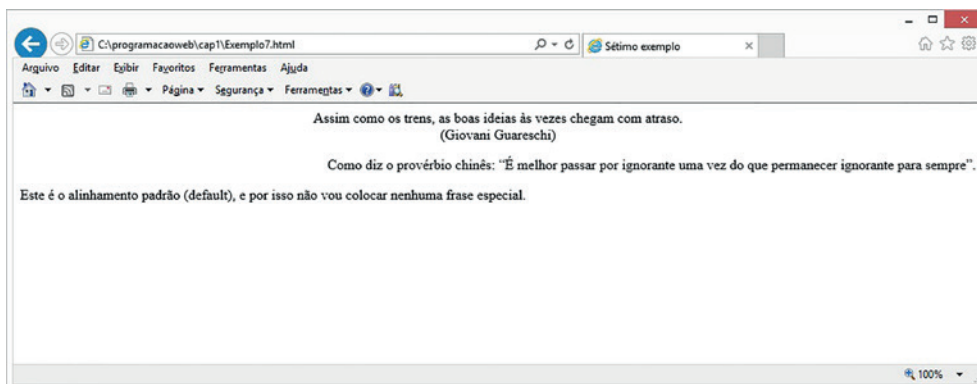 C:\programacaoweb\cap1\Exemplo7.html
Sétimo exemplo
Arquivo Editar Exibir Favoritos Ferramentas Ajuda
Página Segurança Ferramentas
Assim como os trens, as boas ideias às vezes chegam com atraso.
(Giovani Guareschi)
Como diz o provérbio chinês: “É melhor passar por ignorante uma vez do que permanecer ignorante para sempre”.
Este é o alinhamento padrão (default), e por isso não vou colocar nenhuma frase especial.
100%